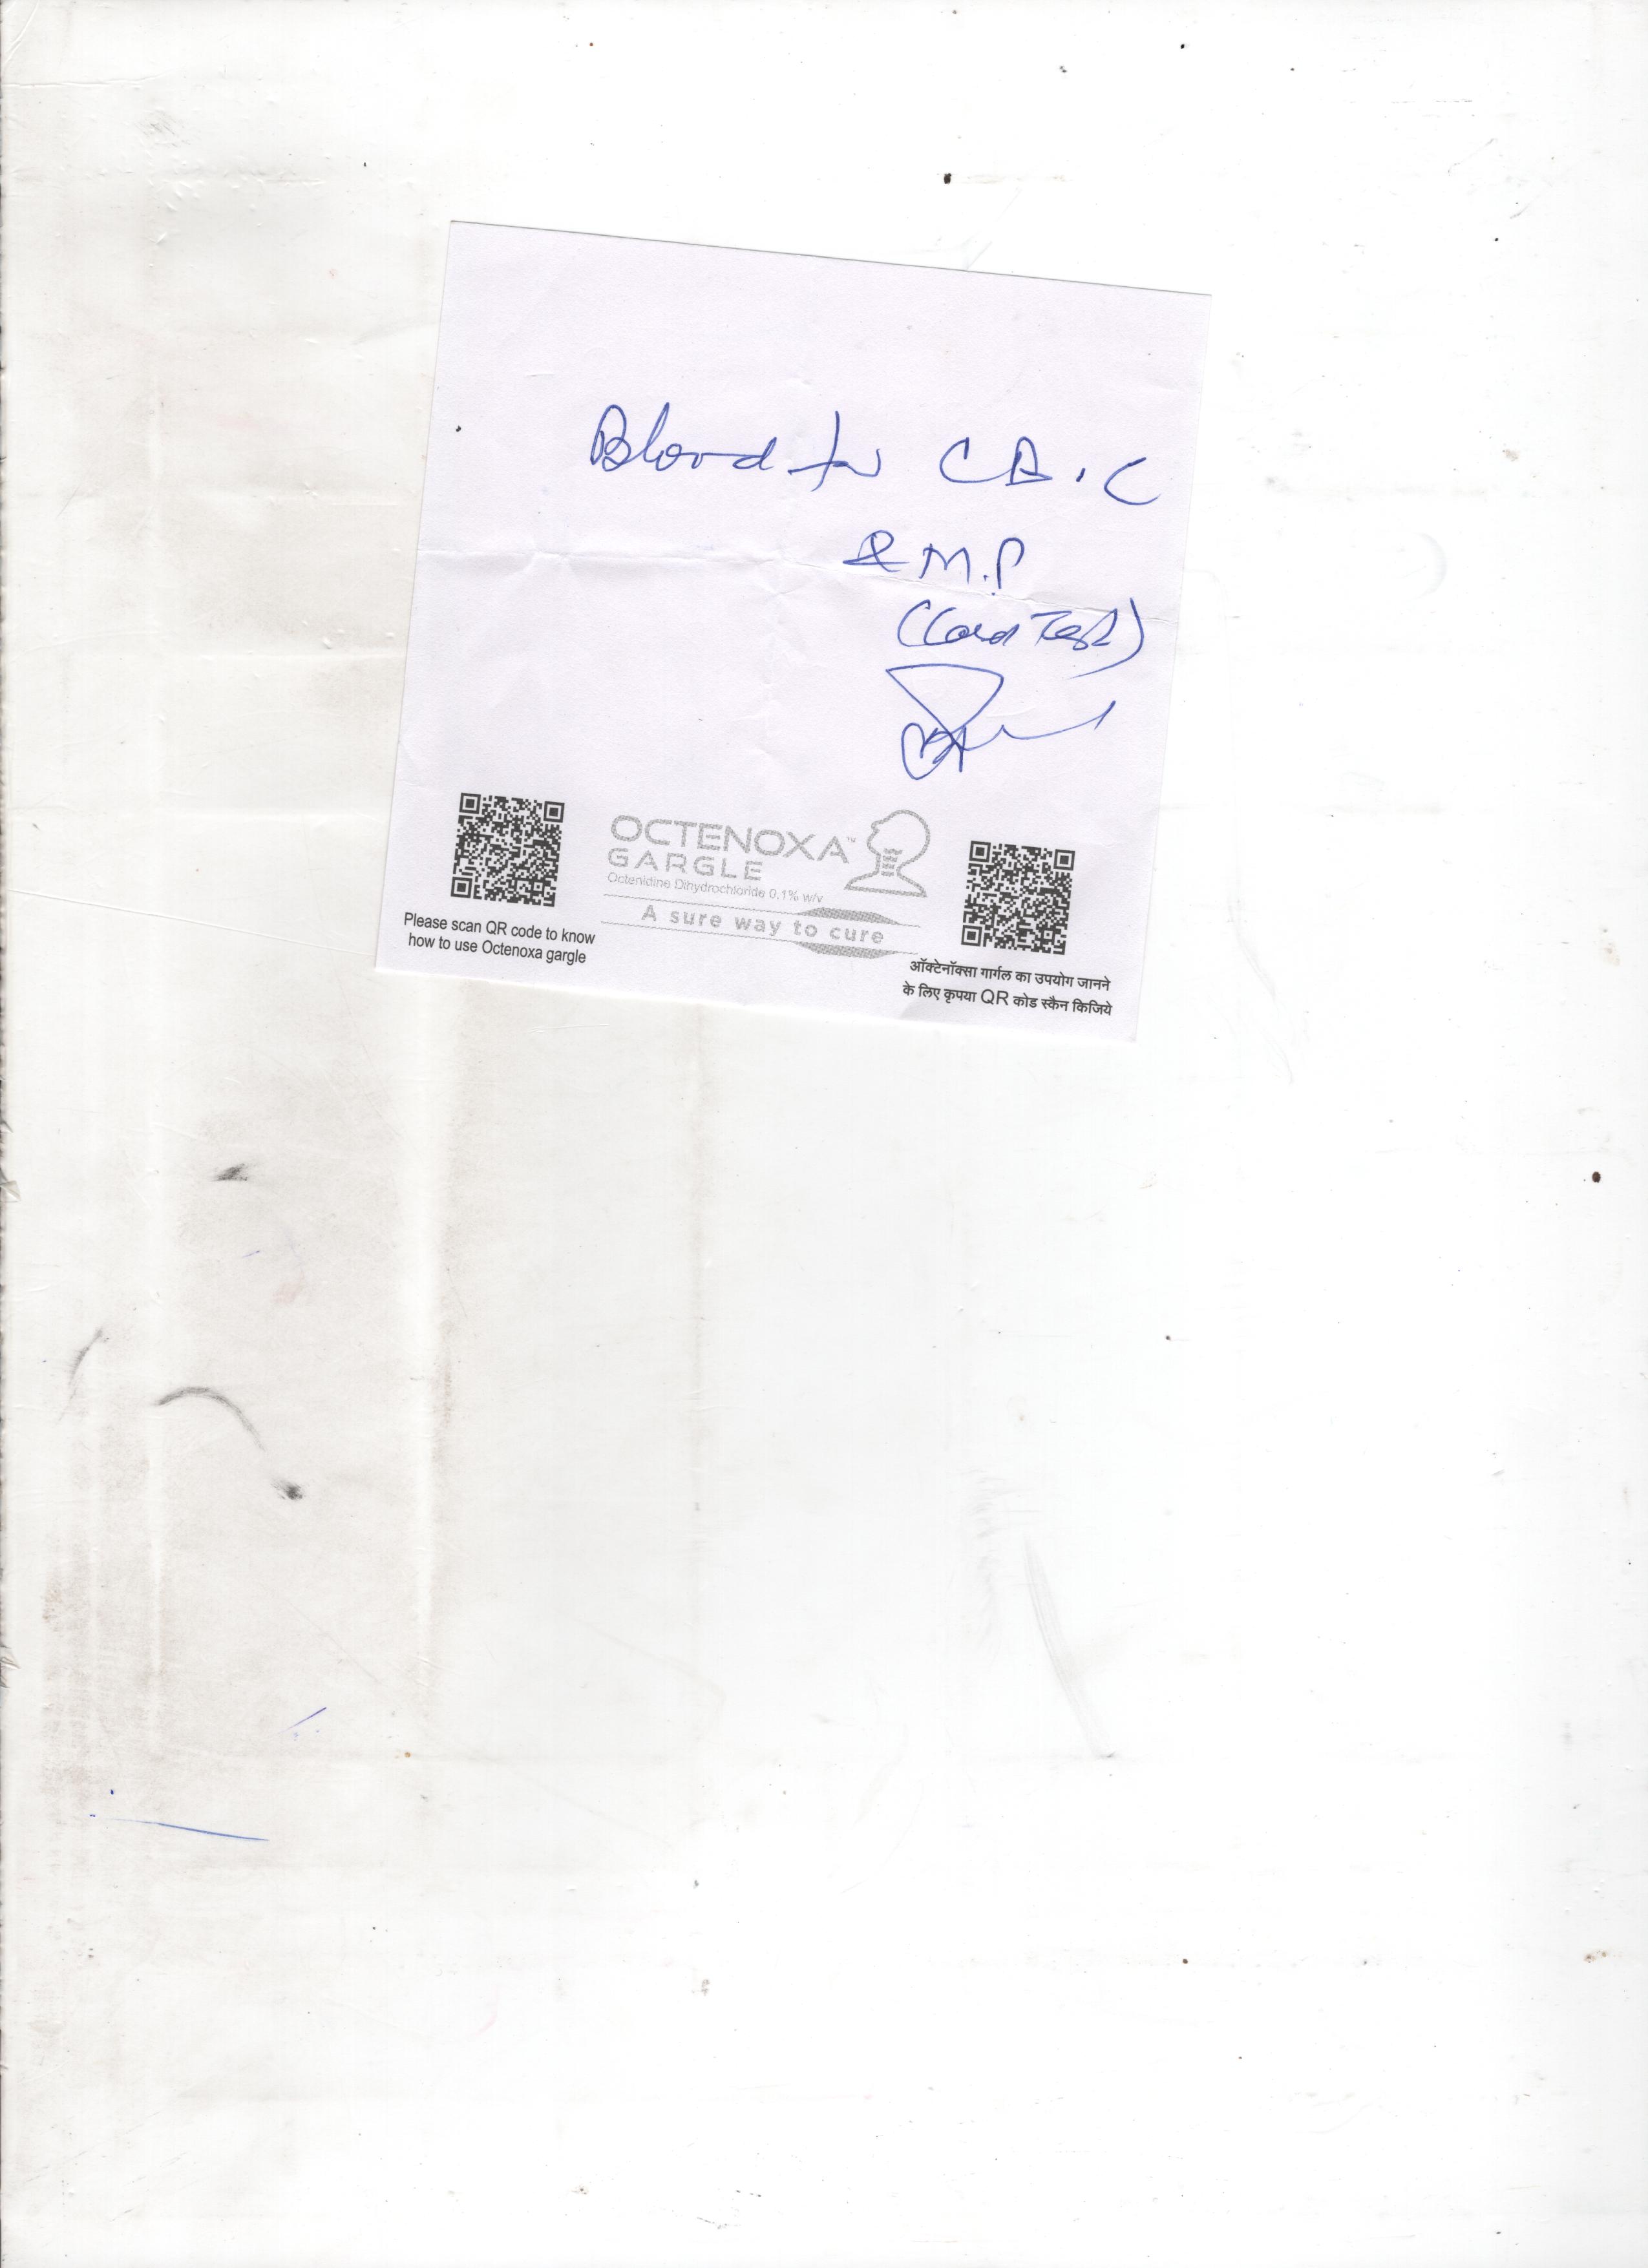 Blood for C B.C
& M.P
(Card Test)
OCTENOXA™
GARGLE
Octenidine Dihydrochloride 0.1% w/v
A sure way to cure
Please scan QR code to know
how to use Octenoxa gargle
ऑक्टेनॉक्सा गार्गल का उपयोग जानने
के लिए कृपया QR कोड स्कैन किजिये